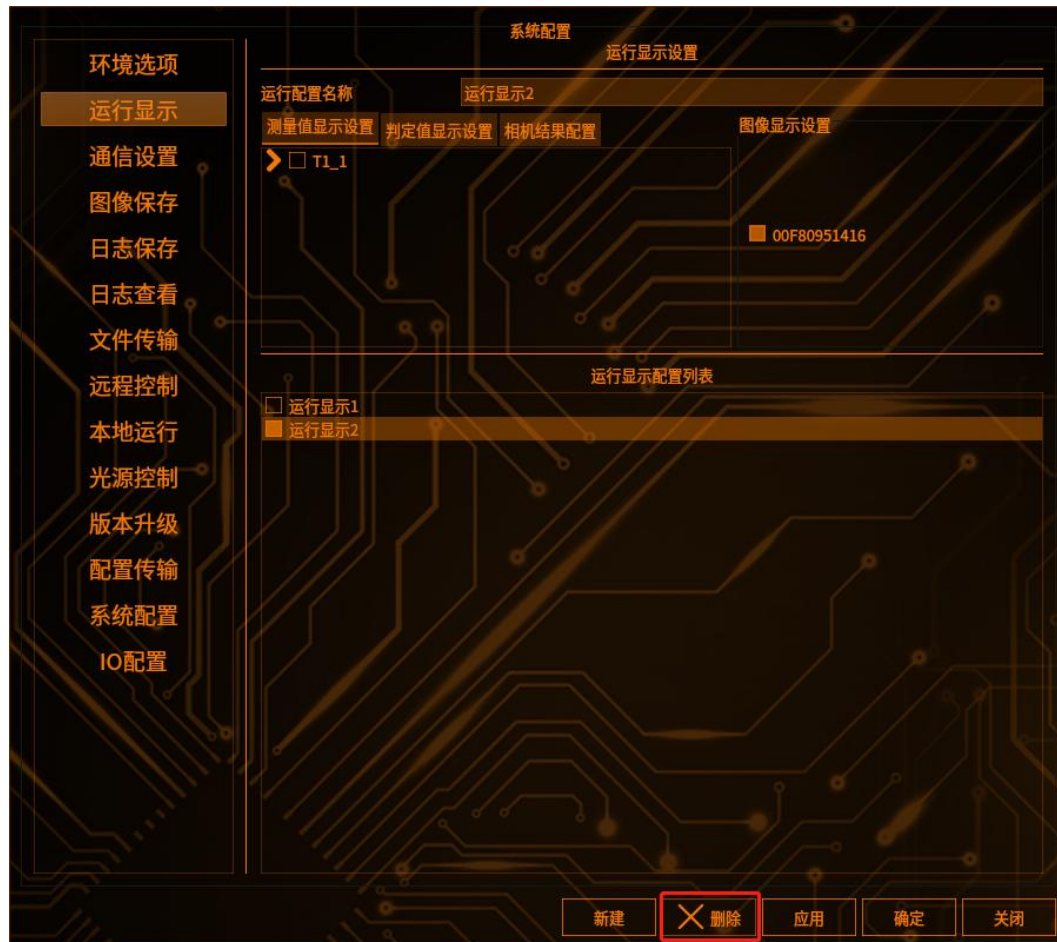 系统配置
环境选项
运行显示
通信设置
图像保存
日志保存
日志查看
文件传输
远程控制
本地运行
光源控制
版本升级
配置传输
系统配置
IO配置
运行显示设置
运行配置名称 运行显示2
测量值显示设置 判定值显示设置 相机结果配置
T1_1
图像显示设置
00F80951416
运行显示配置列表
运行显示1
运行显示2
新建 删除 应用 确定 关闭